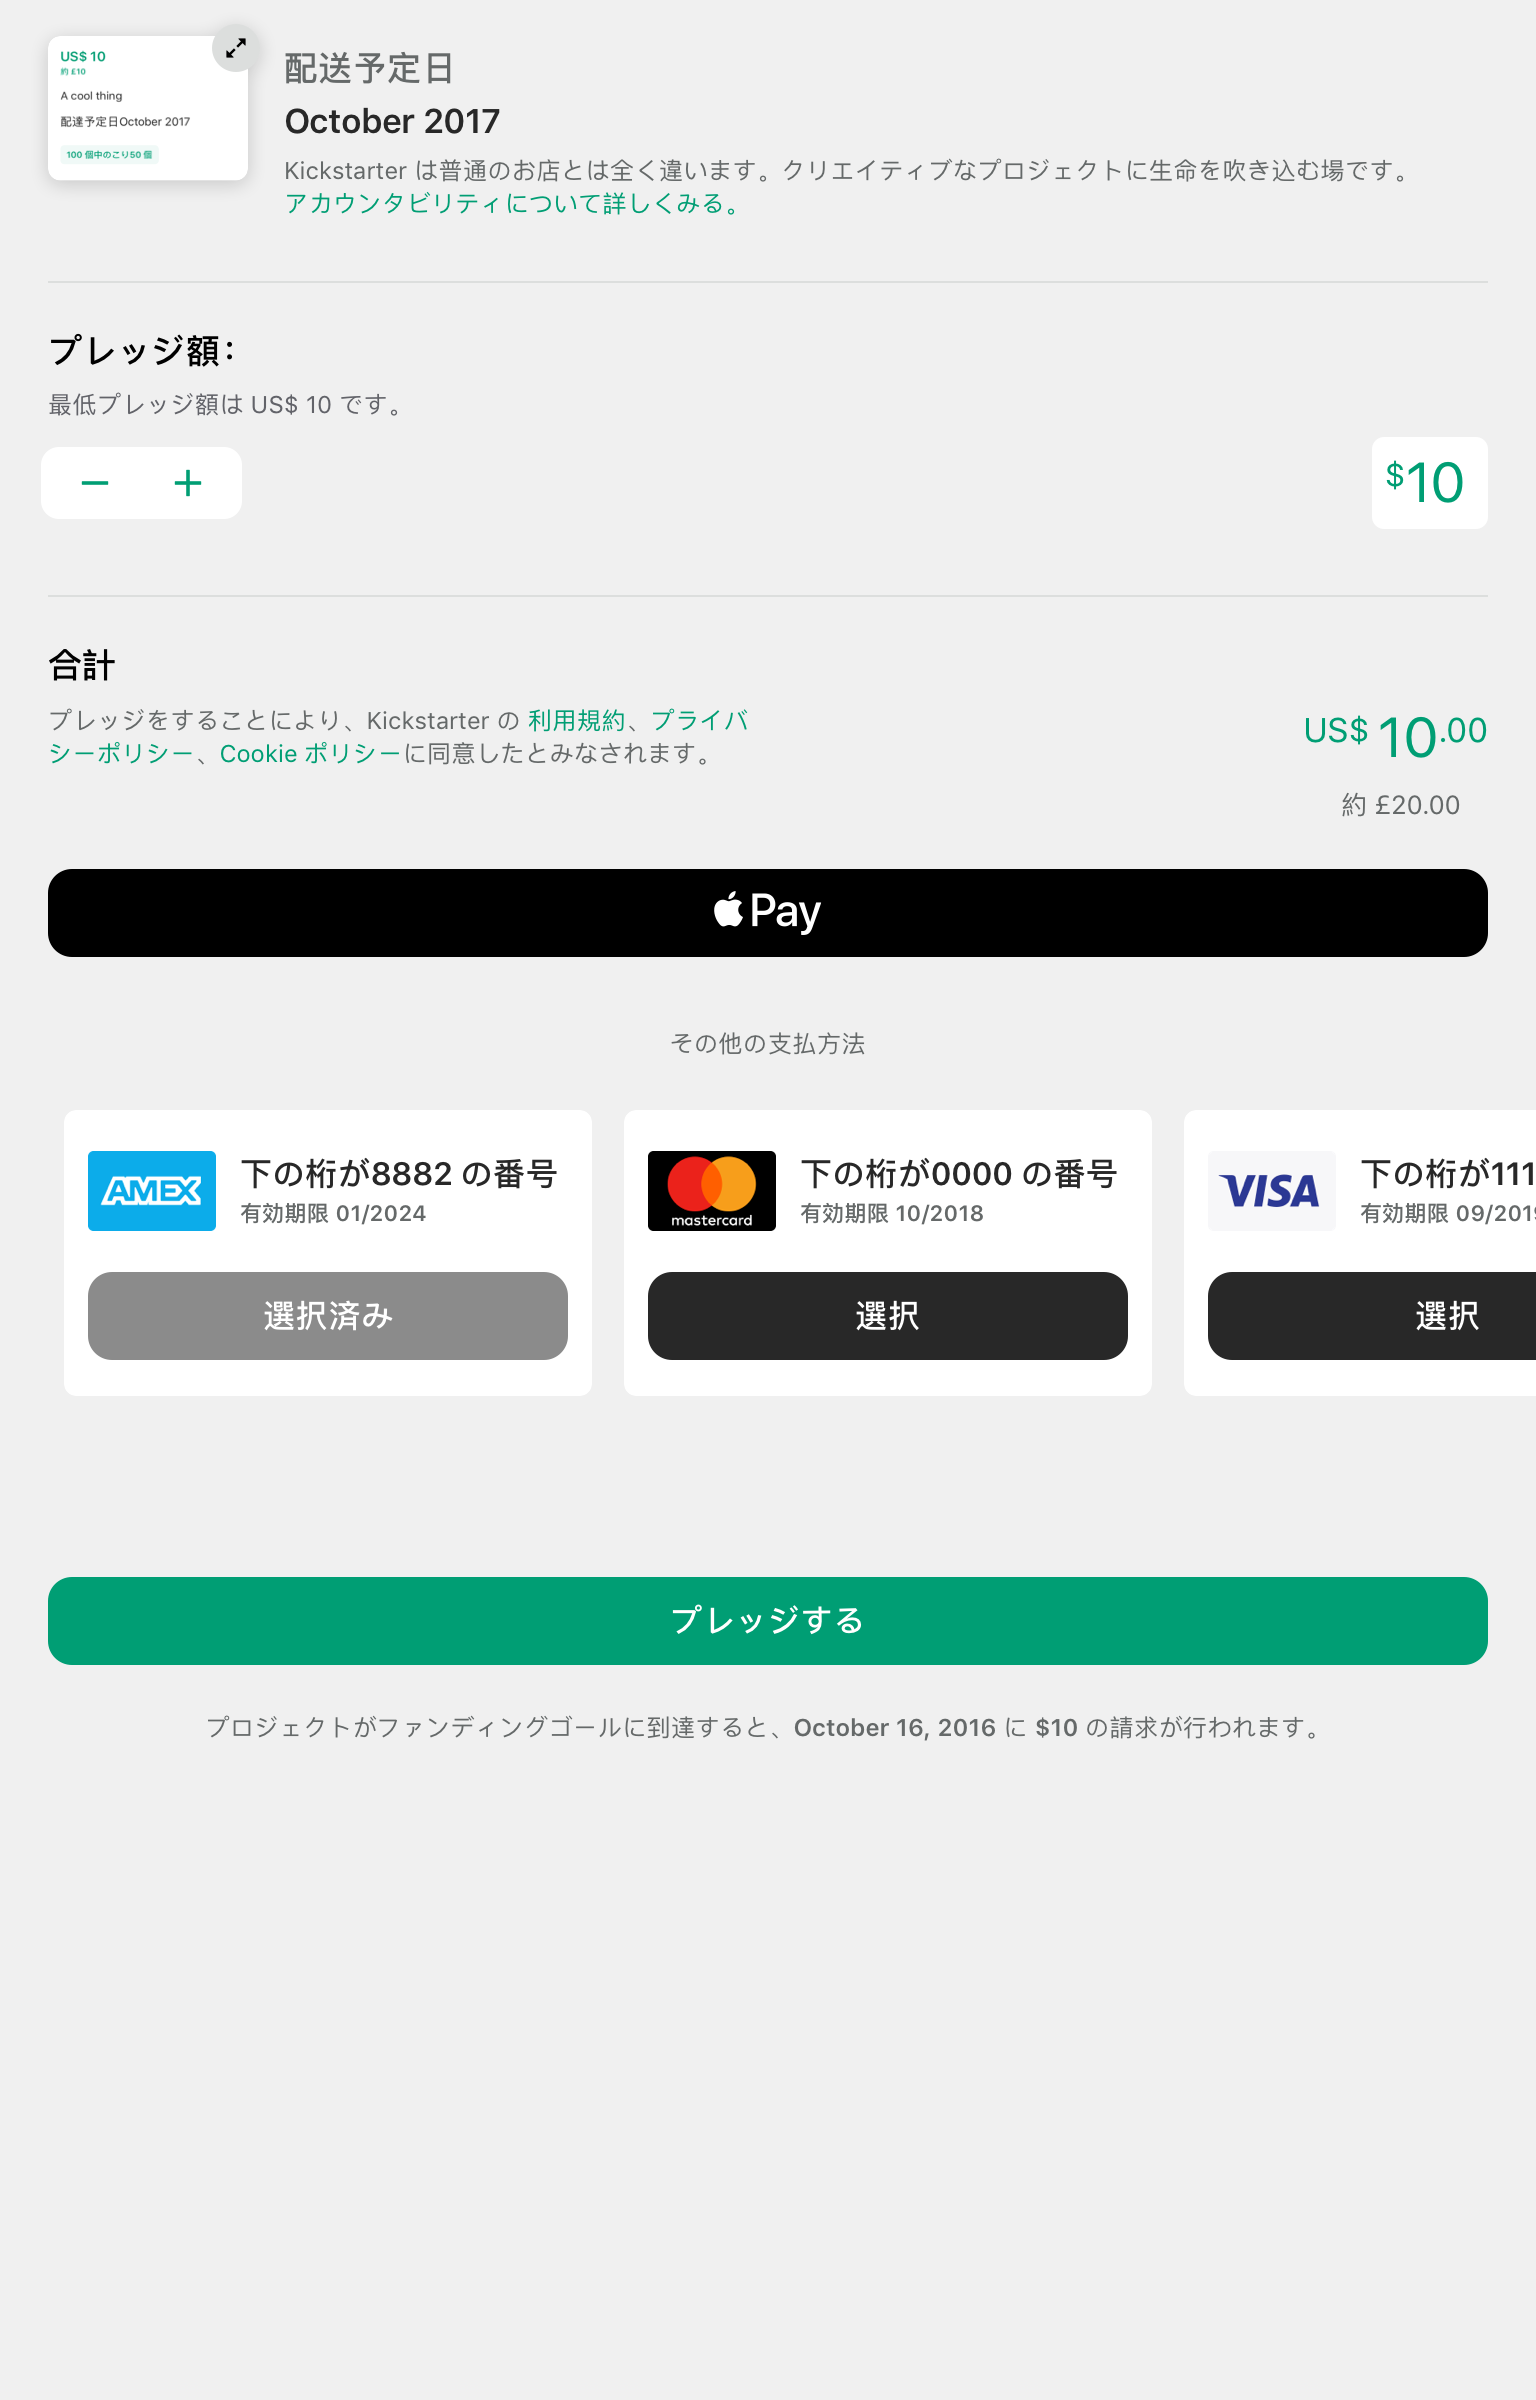 US$ 10
約 £10
A cool thing
配達予定日October 2017
100 個中のこり50 個
配送予定日
October 2017
Kickstarter は普通のお店とは全く違います。クリエイティブなプロジェクトに生命を吹き込む場です。
アカウンタビリティについて詳しくみる。
プレッジ額：
最低プレッジ額は US$ 10 です。
− +
$10
合計
プレッジをすることにより、Kickstarter の 利用規約、プライバ
シーポリシー、Cookie ポリシーに同意したとみなされます。
US$ 10.00
約 £20.00
Pay
その他の支払方法
AMEX
下の桁が8882 の番号
有効期限 01/2024
選択済み
mastercard
下の桁が0000 の番号
有効期限 10/2018
選択
VISA
下の桁が111
有効期限 09/2019
選択
プレッジする
プロジェクトがファンディングゴールに到達すると、October 16, 2016 に $10 の請求が行われます。